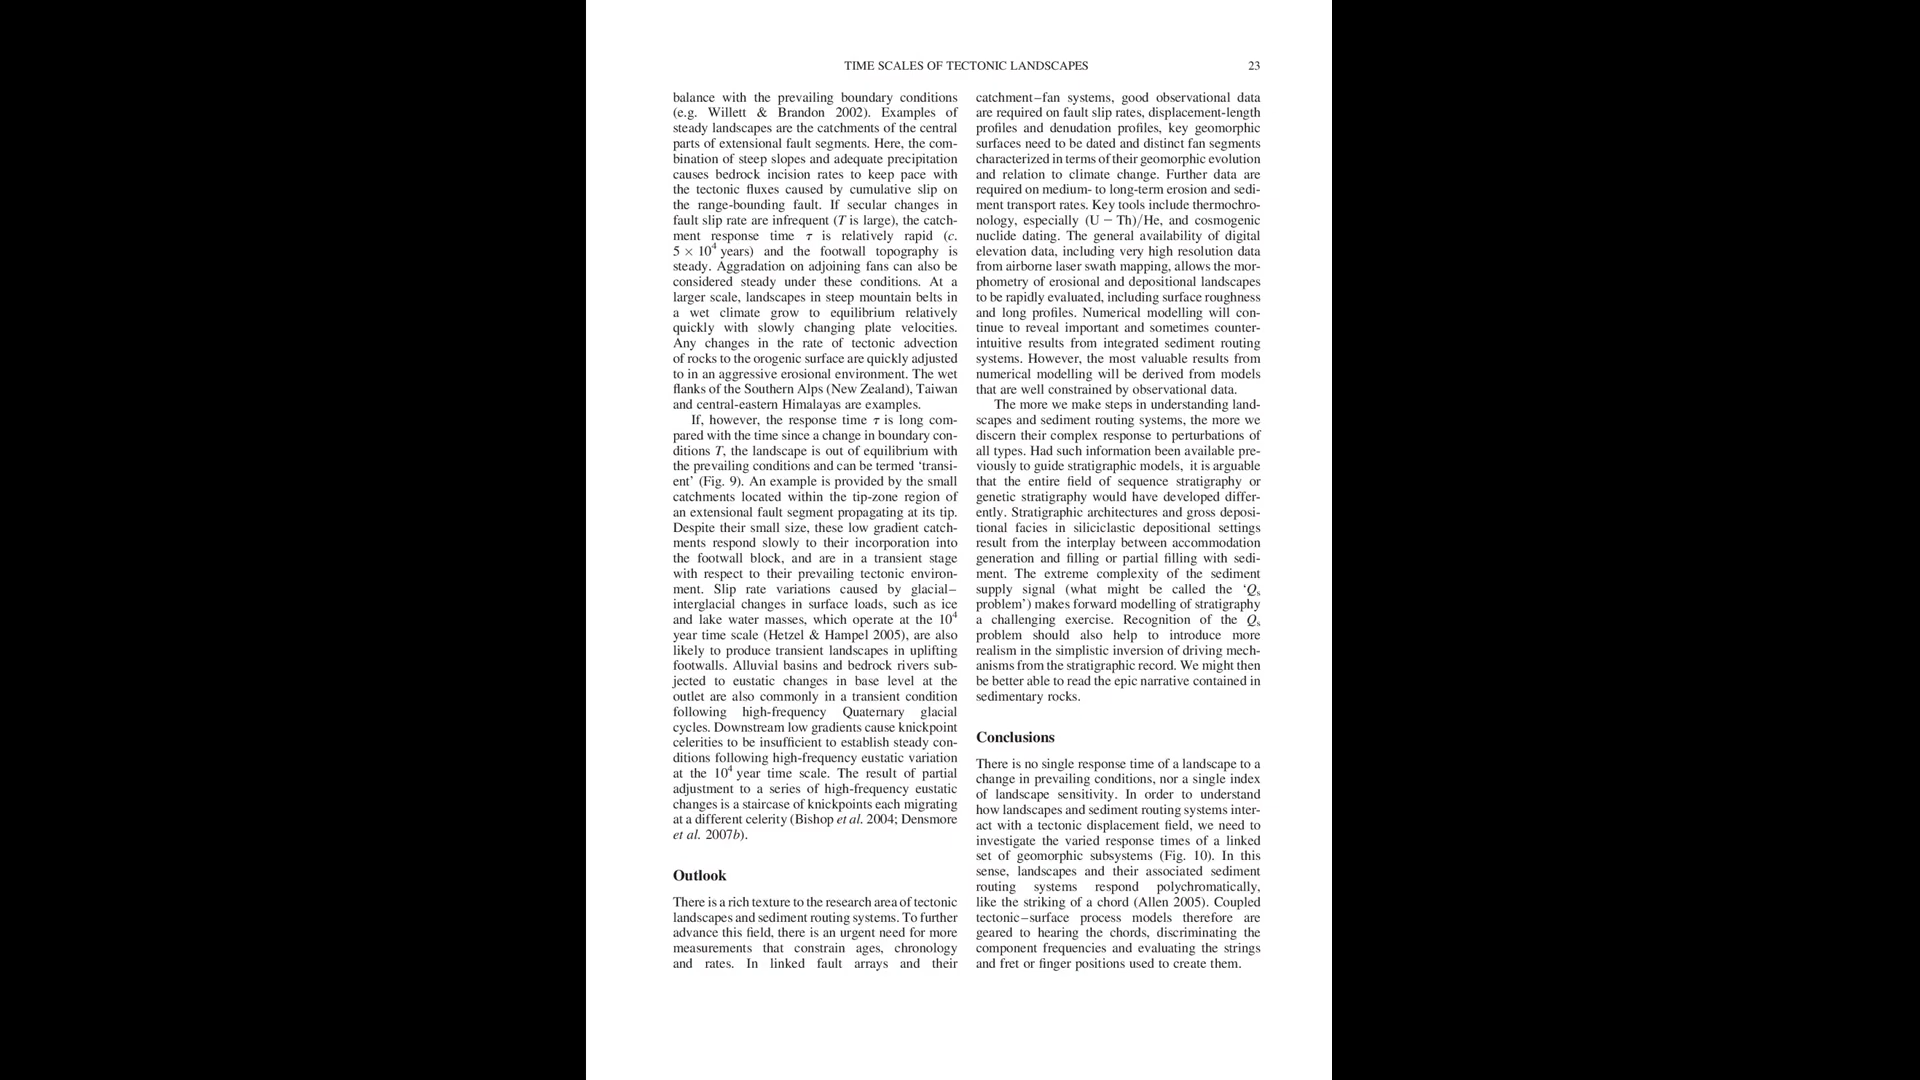 TIME SCALES OF TECTONIC LANDSCAPES 23
balance with the prevailing boundary conditions
(e.g. Willett & Brandon 2002). Examples of
steady landscapes are the catchments of the central
parts of extensional fault segments. Here, the com-
bination of steep slopes and adequate precipitation
causes bedrock incision rates to keep pace with
the tectonic fluxes caused by cumulative slip on
the range-bounding fault. If secular changes in
fault slip rate are infrequent (T is large), the catch-
ment response time τ is relatively rapid (c.
5 × 10⁴ years) and the footwall topography is
steady. Aggradation on adjoining fans can also be
considered steady under these conditions. At a
larger scale, landscapes in steep mountain belts in
a wet climate grow to equilibrium relatively
quickly with slowly changing plate velocities.
Any changes in the rate of tectonic advection
of rocks to the orogenic surface are quickly adjusted
to in an aggressive erosional environment. The wet
flanks of the Southern Alps (New Zealand), Taiwan
and central-eastern Himalayas are examples.
If, however, the response time τ is long com-
pared with the time since a change in boundary con-
ditions T, the landscape is out of equilibrium with
the prevailing conditions and can be termed ‘transi-
ent’ (Fig. 9). An example is provided by the small
catchments located within the tip-zone region of
an extensional fault segment propagating at its tip.
Despite their small size, these low gradient catch-
ments respond slowly to their incorporation into
the footwall block, and are in a transient stage
with respect to their prevailing tectonic environ-
ment. Slip rate variations caused by glacial–
interglacial changes in surface loads, such as ice
and lake water masses, which operate at the 10⁴
year time scale (Hetzel & Hampel 2005), are also
likely to produce transient landscapes in uplifting
footwalls. Alluvial basins and bedrock rivers sub-
jected to eustatic changes in base level at the
outlet are also commonly in a transient condition
following high-frequency Quaternary glacial
cycles. Downstream low gradients cause knickpoint
celerities to be insufficient to establish steady con-
ditions following high-frequency eustatic variation
at the 10⁴ year time scale. The result of partial
adjustment to a series of high-frequency eustatic
changes is a staircase of knickpoints each migrating
at a different celerity (Bishop et al. 2004; Densmore
et al. 2007b).
Outlook
There is a rich texture to the research area of tectonic
landscapes and sediment routing systems. To further
advance this field, there is an urgent need for more
measurements that constrain ages, chronology
and rates. In linked fault arrays and their
catchment–fan systems, good observational data
are required on fault slip rates, displacement-length
profiles and denudation profiles, key geomorphic
surfaces need to be dated and distinct fan segments
characterized in terms of their geomorphic evolution
and relation to climate change. Further data are
required on medium- to long-term erosion and sedi-
ment transport rates. Key tools include thermochro-
nology, especially (U − Th)/He, and cosmogenic
nuclide dating. The general availability of digital
elevation data, including very high resolution data
from airborne laser swath mapping, allows the mor-
phometry of erosional and depositional landscapes
to be rapidly evaluated, including surface roughness
and long profiles. Numerical modelling will con-
tinue to reveal important and sometimes counter-
intuitive results from integrated sediment routing
systems. However, the most valuable results from
numerical modelling will be derived from models
that are well constrained by observational data.
The more we make steps in understanding land-
scapes and sediment routing systems, the more we
discern their complex response to perturbations of
all types. Had such information been available pre-
viously to guide stratigraphic models, it is arguable
that the entire field of sequence stratigraphy or
genetic stratigraphy would have developed differ-
ently. Stratigraphic architectures and gross deposi-
tional facies in siliciclastic depositional settings
result from the interplay between accommodation
generation and filling or partial filling with sedi-
ment. The extreme complexity of the sediment
supply signal (what might be called the ‘Qₛ
problem’) makes forward modelling of stratigraphy
a challenging exercise. Recognition of the Qₛ
problem should also help to introduce more
realism in the simplistic inversion of driving mech-
anisms from the stratigraphic record. We might then
be better able to read the epic narrative contained in
sedimentary rocks.
Conclusions
There is no single response time of a landscape to a
change in prevailing conditions, nor a single index
of landscape sensitivity. In order to understand
how landscapes and sediment routing systems inter-
act with a tectonic displacement field, we need to
investigate the varied response times of a linked
set of geomorphic subsystems (Fig. 10). In this
sense, landscapes and their associated sediment
routing systems respond polychromatically,
like the striking of a chord (Allen 2005). Coupled
tectonic–surface process models therefore are
geared to hearing the chords, discriminating the
component frequencies and evaluating the strings
and fret or finger positions used to create them.